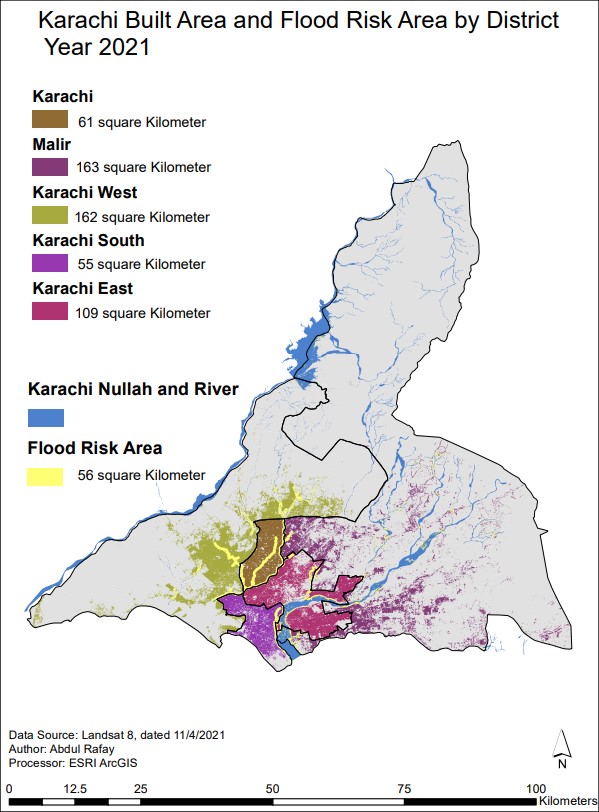 Karachi Built Area and Flood Risk Area by District
Year 2021
Karachi
61 square Kilometer
Malir
163 square Kilometer
Karachi West
162 square Kilometer
Karachi South
55 square Kilometer
Karachi East
109 square Kilometer
Karachi Nullah and River
Flood Risk Area
56 square Kilometer
Data Source: Landsat 8, dated 11/4/2021
Author: Abdul Rafay
Processor: ESRI ArcGIS
N
0 12.5 25 50 75 100
Kilometers